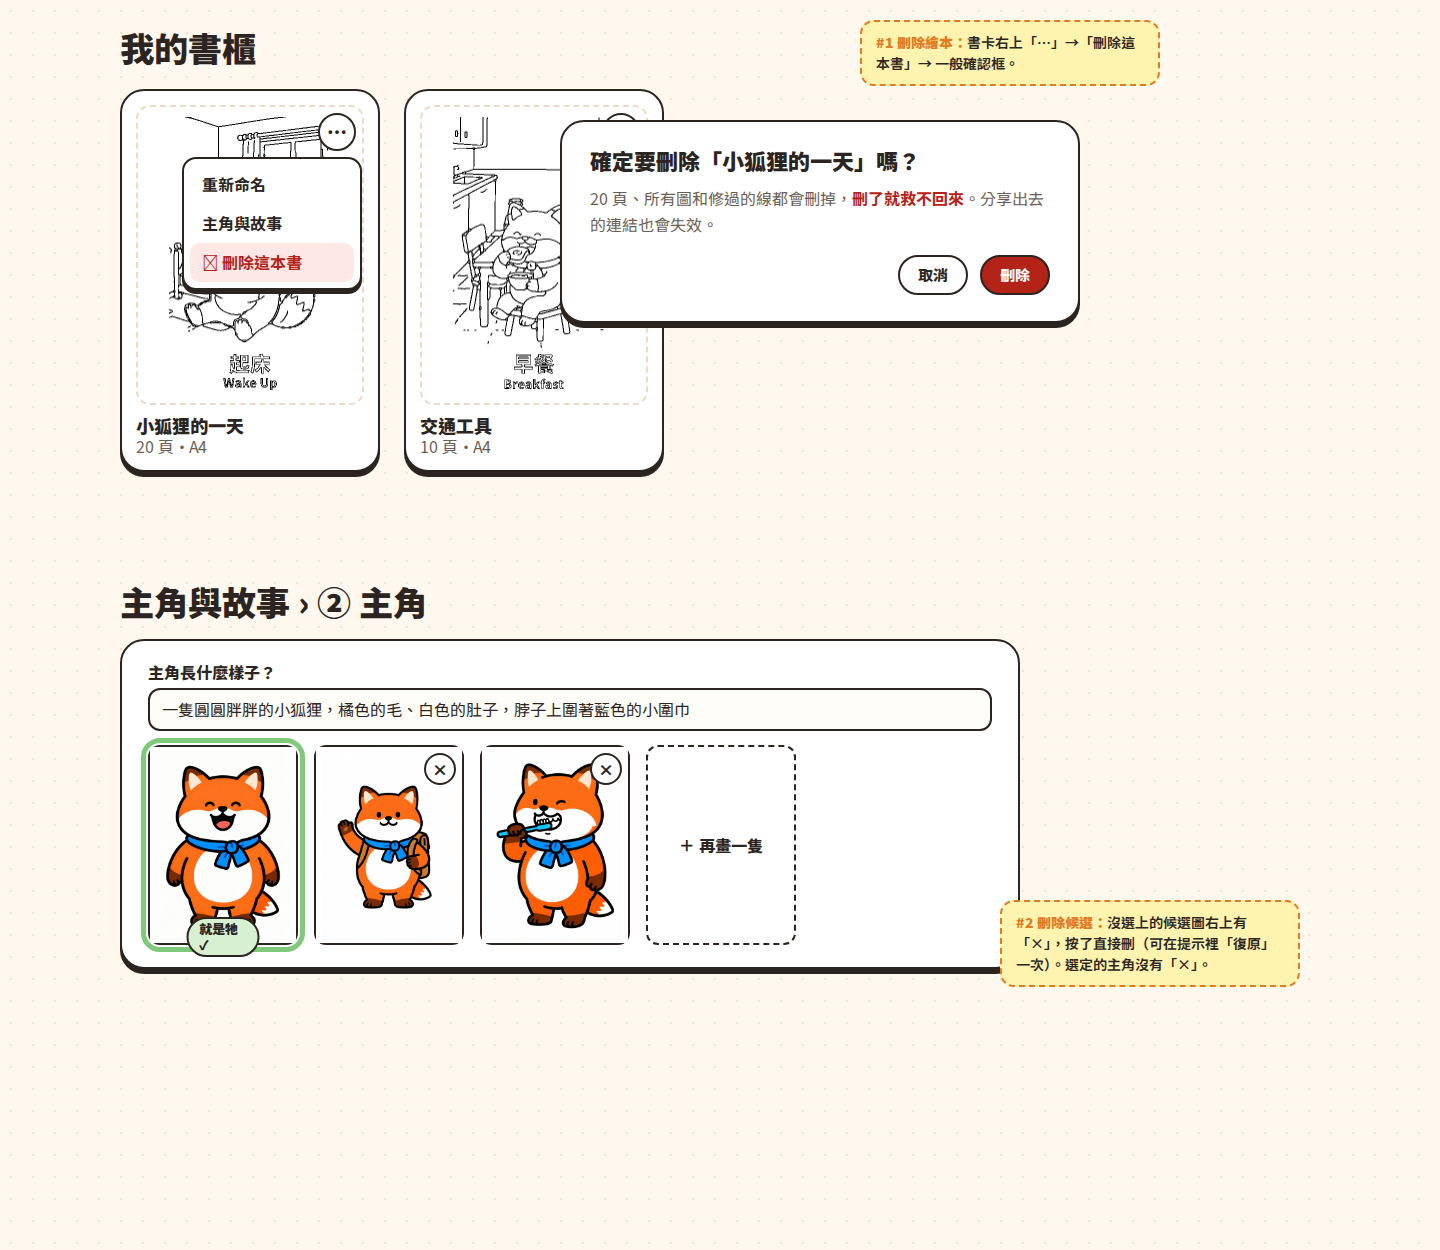 我的書櫃
#1 刪除繪本：書卡右上「⋯」→「刪除這
本書」→ 一般確認框。
⋯
重新命名
主角與故事
刪除這本書
起床
Wake Up
小狐狸的一天
20 頁・A4
早餐
Breakfast
交通工具
10 頁・A4
確定要刪除「小狐狸的一天」嗎？
20 頁、所有圖和修過的線都會刪掉，刪了就救不回來。分享出去
的連結也會失效。
取消
刪除
主角與故事 › ② 主角
主角長什麼樣子？
一隻圓圓胖胖的小狐狸，橘色的毛、白色的肚子，脖子上圍著藍色的小圍巾
就是牠
✓
✕
✕
＋ 再畫一隻
#2 刪除候選：沒選上的候選圖右上有
「✕」，按了直接刪（可在提示裡「復原」
一次）。選定的主角沒有「✕」。